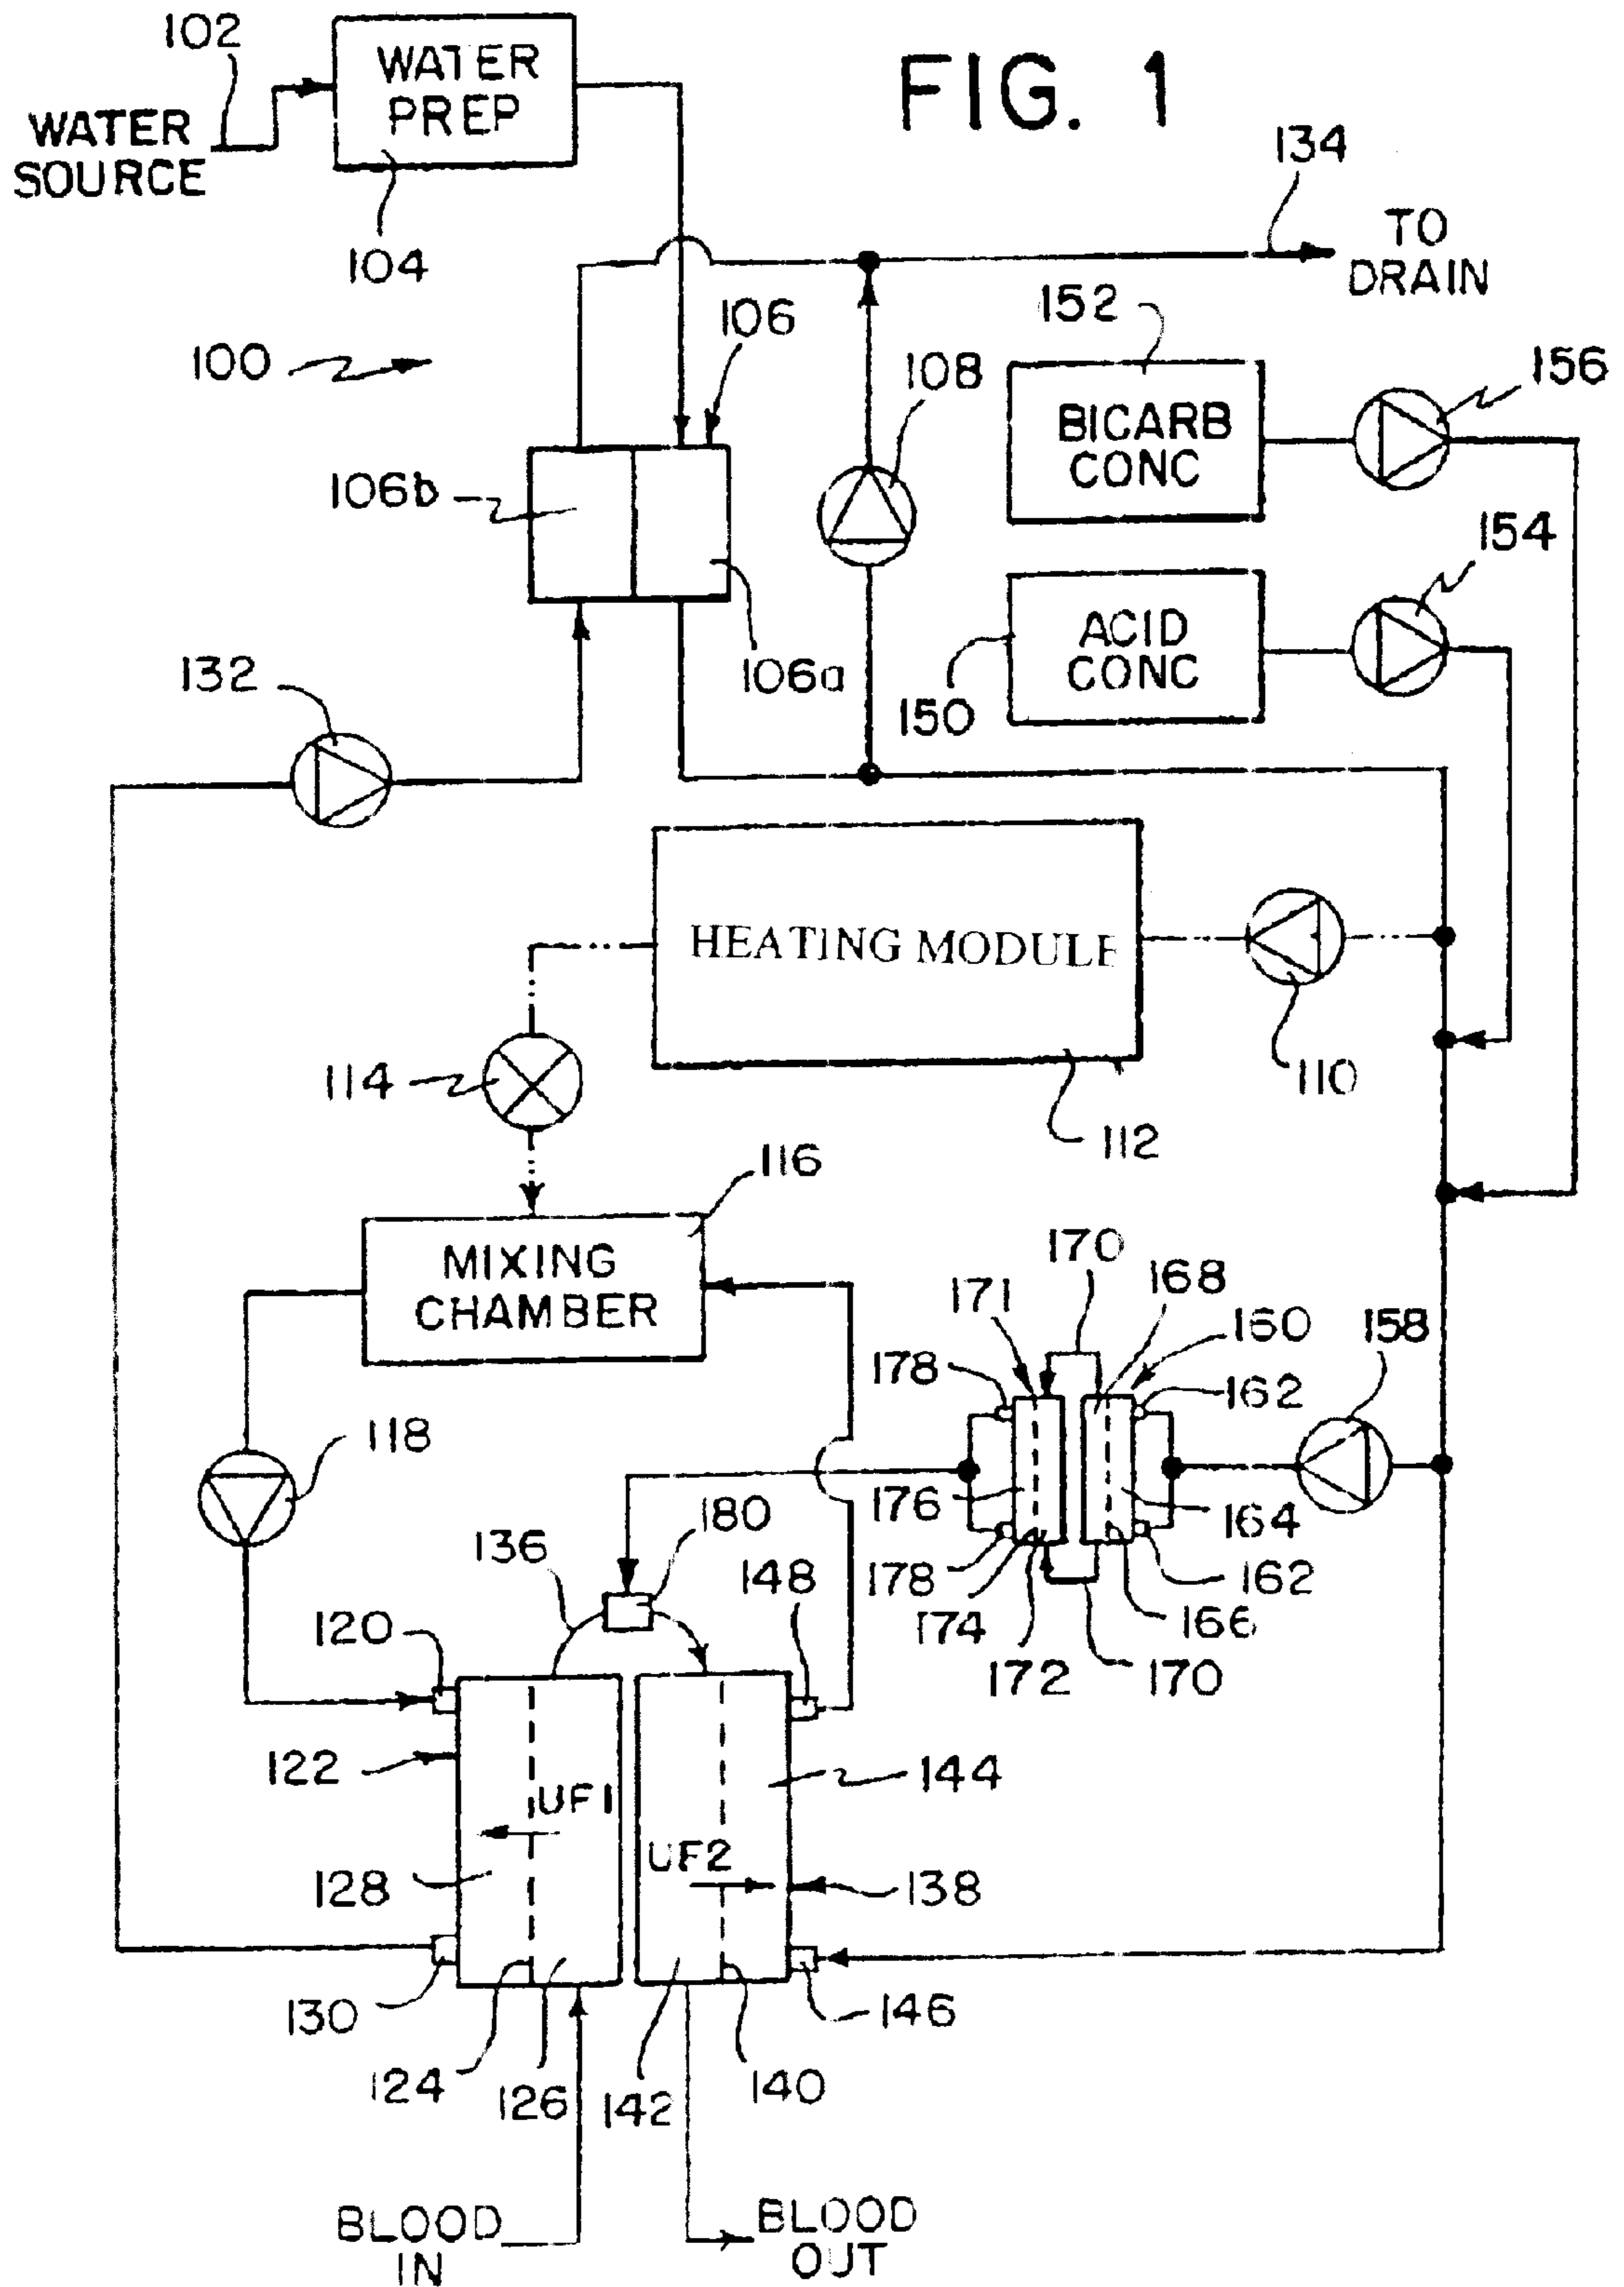 FIG. 1
102
WATER
SOURCE
WATER
PREP
104
134
TO
DRAIN
100
106
106b
106a
108
152
BICARB
CONC
156
154
ACID
CONC
150
132
HEATING MODULE
110
112
114
116
MIXING
CHAMBER
118
170
171
168
160
158
178
162
176
164
178
162
174
166
172
170
180
136
148
120
122
UF1
144
UF2
128
138
130
146
124
126
142
140
BLOOD
IN
BLOOD
OUT